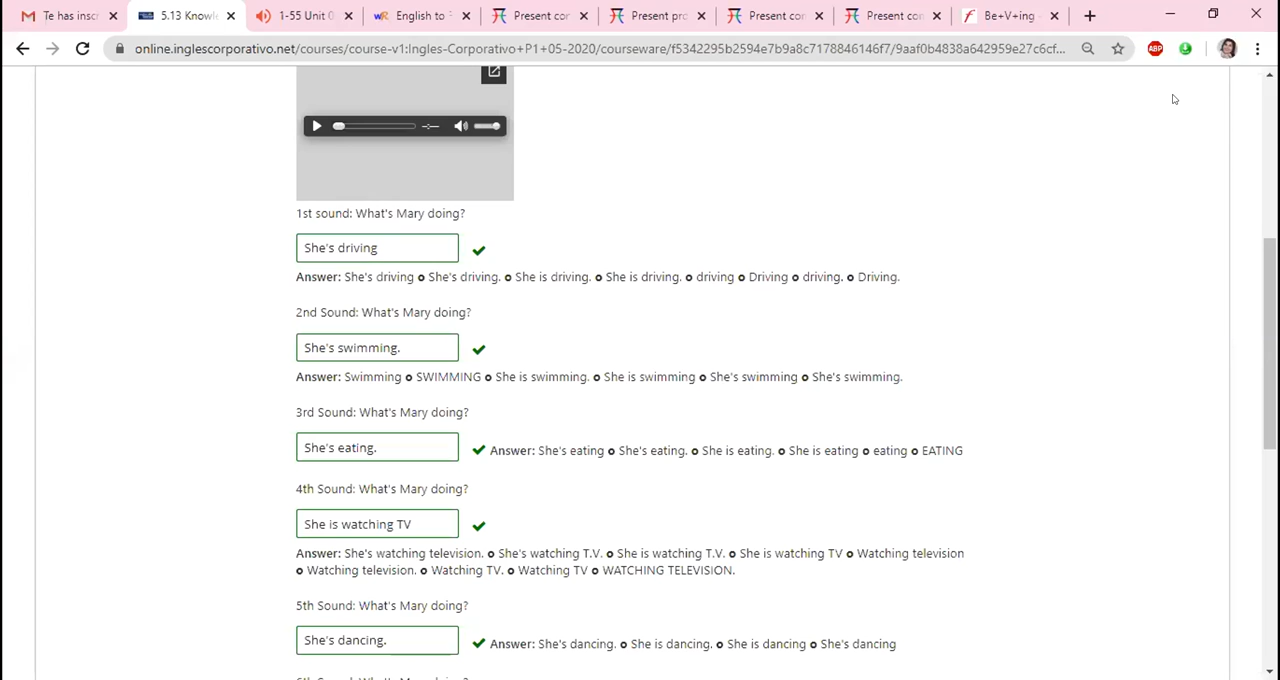 Te has insc
5.13 Know
1-55 Unit 0
English to
Present cor
Present pro
Present cor
Present con
Be+V+ing -
online.inglescorporativo.net/courses/course-v1:Ingles-Corporativo+P1+05-2020/courseware/f5342295b2594e7b9a8c7178846146f7/9aaf0b4838a642959e27c6cf...
ABP
1st sound: What's Mary doing?
She's driving
Answer: She's driving o She's driving. o She is driving. o She is driving. o driving o Driving o driving. o Driving.
2nd Sound: What's Mary doing?
She's swimming.
Answer: Swimming o SWIMMING o She is swimming. o She is swimming o She's swimming o She's swimming.
3rd Sound: What's Mary doing?
She's eating.
Answer: She's eating o She's eating. o She is eating. o She is eating o eating o EATING
4th Sound: What's Mary doing?
She is watching TV
Answer: She's watching television. o She's watching T.V. o She is watching T.V. o She is watching TV o Watching television
o Watching television. o Watching TV. o Watching TV o WATCHING TELEVISION.
5th Sound: What's Mary doing?
She's dancing.
Answer: She's dancing. o She is dancing. o She is dancing o She's dancing